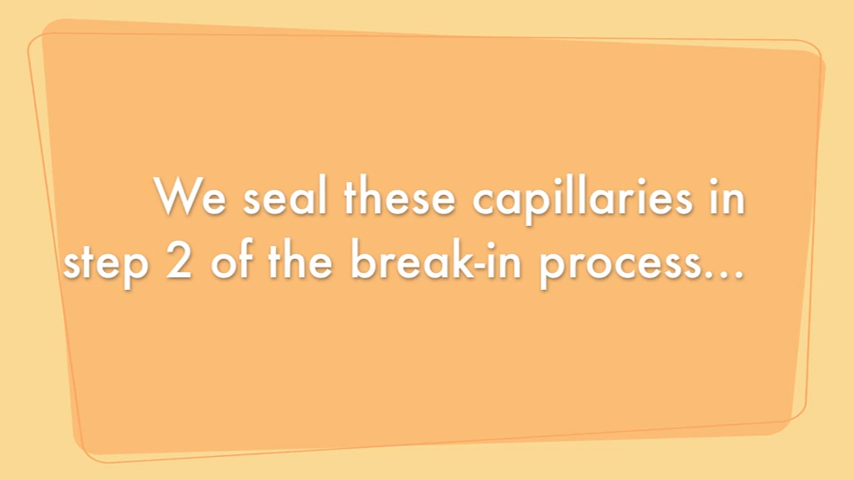 We seal these capillaries in
step 2 of the break-in process...